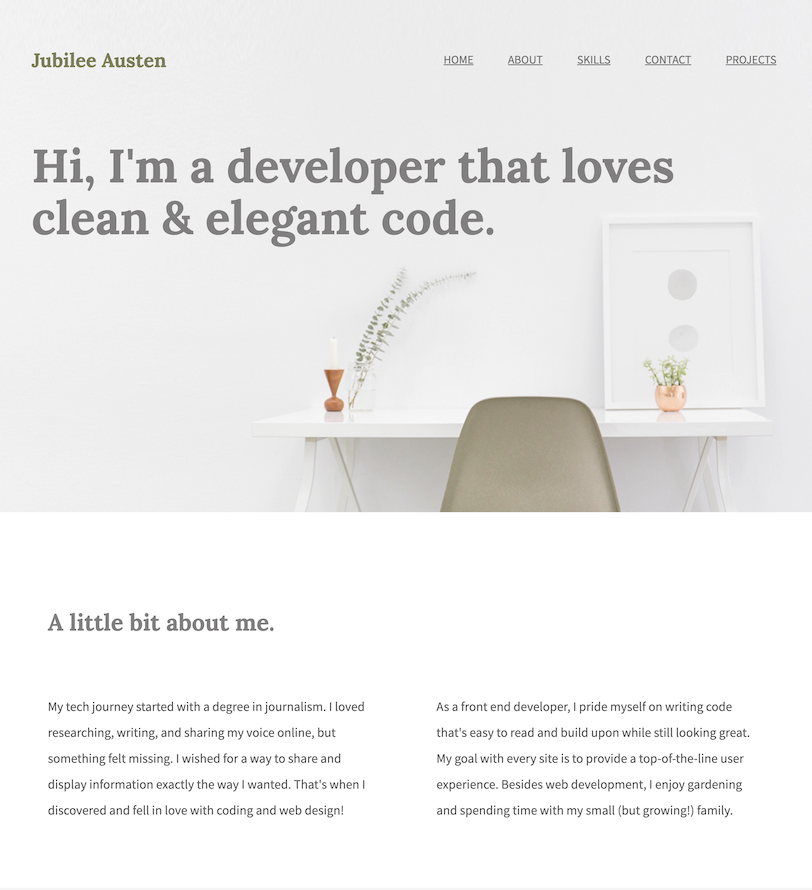 Jubilee Austen
HOME ABOUT SKILLS CONTACT PROJECTS
Hi, I'm a developer that loves
clean & elegant code.
A little bit about me.
My tech journey started with a degree in journalism. I loved
researching, writing, and sharing my voice online, but
something felt missing. I wished for a way to share and
display information exactly the way I wanted. That's when I
discovered and fell in love with coding and web design!
As a front end developer, I pride myself on writing code
that's easy to read and build upon while still looking great.
My goal with every site is to provide a top-of-the-line user
experience. Besides web development, I enjoy gardening
and spending time with my small (but growing!) family.